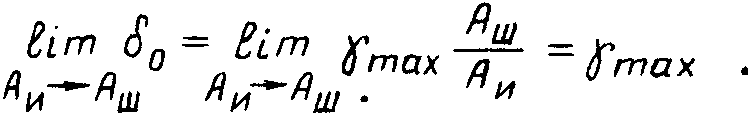 lim δ₀ = lim γmax Aш/Aи = γmax .
Aи→Aш Aи→Aш .